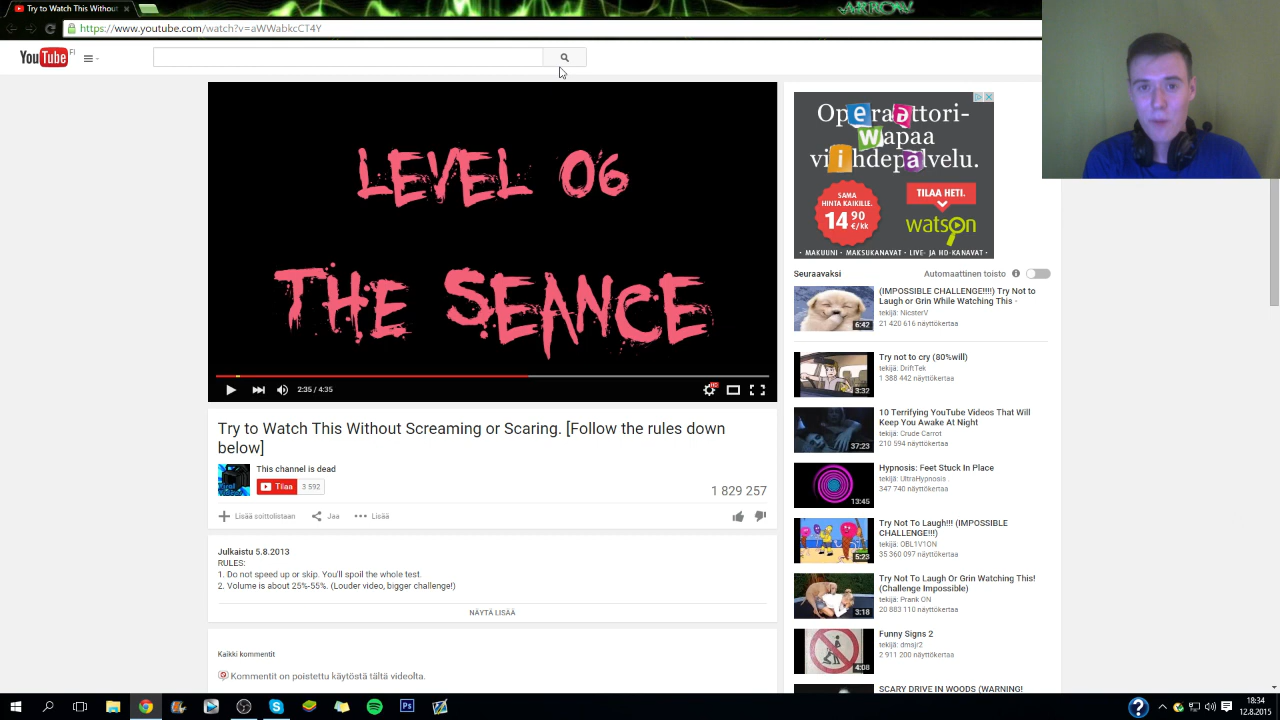 Try to Watch This Without
ARROW
https://www.youtube.com/watch?v=aWWabkcCT4Y
YouTube FI
LEVEL 06
THE SEANCE
2:35 / 4:35
HD
Try to Watch This Without Screaming or Scaring. [Follow the rules down
below]
This channel is dead
Tilaa 3 592
1 829 257
Lisää soittolistaan Jaa Lisää
Julkaistu 5.8.2013
RULES:
1. Do not speed up or skip. You'll spoil the whole test.
2. Volume is about 25%-55%. (Louder video, bigger challenge!)
NÄYTÄ LISÄÄ
Kaikki kommentit
Kommentit on poistettu käytöstä tältä videolta.
Operaattori-
vapaa
viihdepalvelu.
SAMA
HINTA KAIKILLE.
14 90
€/kk
TILAA HETI.
watson
• MAKUUNI • MAKSUKANAVAT • LIVE- JA HD-KANAVAT •
Seuraavaksi
Automaattinen toisto
(IMPOSSIBLE CHALLENGE!!!!) Try Not to
Laugh or Grin While Watching This -
tekijä: NicsterV
21 420 616 näyttökertaa
6:42
Try not to cry (80%will)
tekijä: DriftTek
1 388 442 näyttökertaa
3:32
10 Terrifying YouTube Videos That Will
Keep You Awake At Night
tekijä: Crude Carrot
210 594 näyttökertaa
37:23
Hypnosis: Feet Stuck In Place
tekijä: UltraHypnosis .
347 740 näyttökertaa
13:45
Try Not To Laugh!!! (IMPOSSIBLE
CHALLENGE!!!)
tekijä: OBL1V1ON
35 360 097 näyttökertaa
5:23
Try Not To Laugh Or Grin Watching This!
(Challenge Impossible)
tekijä: Prank ON
20 883 110 näyttökertaa
3:18
Funny Signs 2
tekijä: dmsjr2
2 911 200 näyttökertaa
4:08
SCARY DRIVE IN WOODS (WARNING!
18:34
12.8.2015